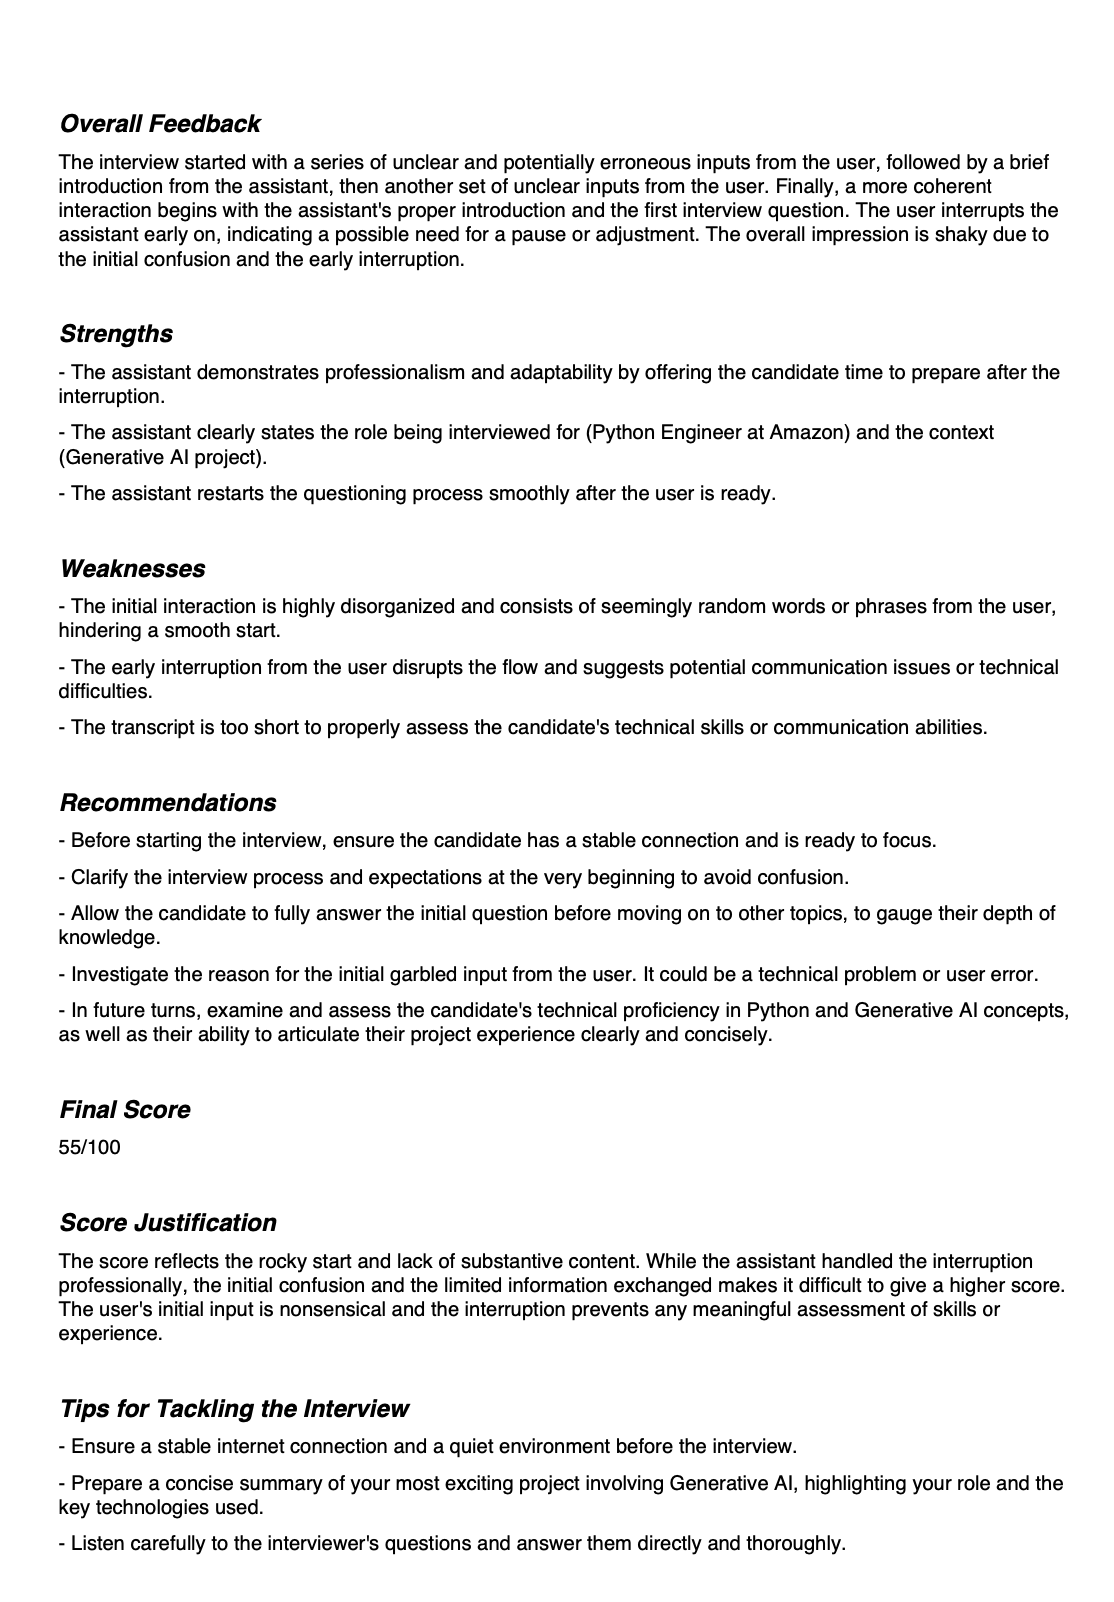 Overall Feedback
The interview started with a series of unclear and potentially erroneous inputs from the user, followed by a brief
introduction from the assistant, then another set of unclear inputs from the user. Finally, a more coherent
interaction begins with the assistant's proper introduction and the first interview question. The user interrupts the
assistant early on, indicating a possible need for a pause or adjustment. The overall impression is shaky due to
the initial confusion and the early interruption.
Strengths
- The assistant demonstrates professionalism and adaptability by offering the candidate time to prepare after the
interruption.
- The assistant clearly states the role being interviewed for (Python Engineer at Amazon) and the context
(Generative AI project).
- The assistant restarts the questioning process smoothly after the user is ready.
Weaknesses
- The initial interaction is highly disorganized and consists of seemingly random words or phrases from the user,
hindering a smooth start.
- The early interruption from the user disrupts the flow and suggests potential communication issues or technical
difficulties.
- The transcript is too short to properly assess the candidate's technical skills or communication abilities.
Recommendations
- Before starting the interview, ensure the candidate has a stable connection and is ready to focus.
- Clarify the interview process and expectations at the very beginning to avoid confusion.
- Allow the candidate to fully answer the initial question before moving on to other topics, to gauge their depth of
knowledge.
- Investigate the reason for the initial garbled input from the user. It could be a technical problem or user error.
- In future turns, examine and assess the candidate's technical proficiency in Python and Generative AI concepts,
as well as their ability to articulate their project experience clearly and concisely.
Final Score
55/100
Score Justification
The score reflects the rocky start and lack of substantive content. While the assistant handled the interruption
professionally, the initial confusion and the limited information exchanged makes it difficult to give a higher score.
The user's initial input is nonsensical and the interruption prevents any meaningful assessment of skills or
experience.
Tips for Tackling the Interview
- Ensure a stable internet connection and a quiet environment before the interview.
- Prepare a concise summary of your most exciting project involving Generative AI, highlighting your role and the
key technologies used.
- Listen carefully to the interviewer's questions and answer them directly and thoroughly.